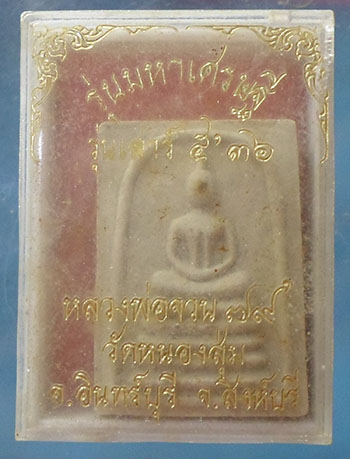 รุ่นมหาเศรษฐี
รุ่นเสาร์ ๕'๓๖
หลวงพ่อจวน ๗๙
วัดหนองสุ่ม
จ.อินทร์บุรี จ.สิงห์บุรี